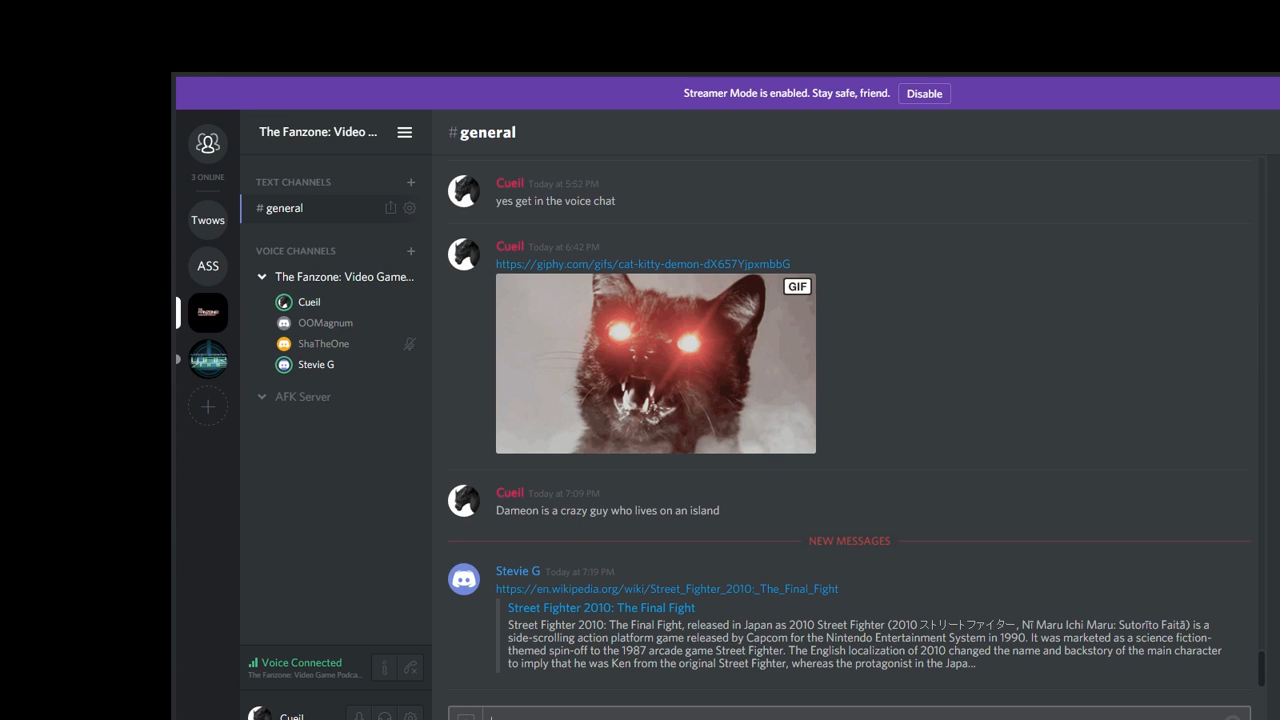 Streamer Mode is enabled. Stay safe, friend. Disable
The Fanzone: Video ...
#general
3 ONLINE
TEXT CHANNELS
# general
Twows
ASS
VOICE CHANNELS
The Fanzone: Video Game...
Cueil
OOMagnum
ShaTheOne
Stevie G
AFK Server
Voice Connected
The Fanzone: Video Game Podca...
Cueil
Cueil Today at 5:52 PM
yes get in the voice chat
Cueil Today at 6:42 PM
https://giphy.com/gifs/cat-kitty-demon-dX657YjpxmbbG
GIF
Cueil Today at 7:09 PM
Dameon is a crazy guy who lives on an island
NEW MESSAGES
Stevie G Today at 7:19 PM
https://en.wikipedia.org/wiki/Street_Fighter_2010:_The_Final_Fight
Street Fighter 2010: The Final Fight
Street Fighter 2010: The Final Fight, released in Japan as 2010 Street Fighter (2010 ストリートファイター, Nī Maru Ichi Maru: Sutorīto Faitā) is a
side-scrolling action platform game released by Capcom for the Nintendo Entertainment System in 1990. It was marketed as a science fiction-
themed spin-off to the 1987 arcade game Street Fighter. The English localization of 2010 changed the name and backstory of the main character
to imply that he was Ken from the original Street Fighter, whereas the protagonist in the Japa...